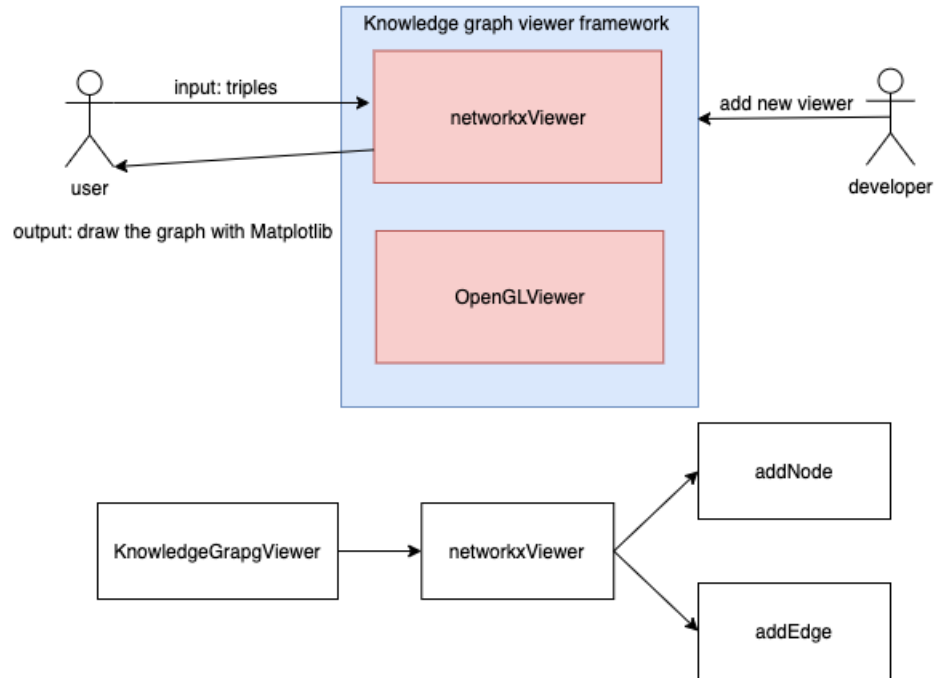 Knowledge graph viewer framework
input: triples
networkxViewer
add new viewer
user
developer
output: draw the graph with Matplotlib
OpenGLViewer
addNode
KnowledgeGrapgViewer
networkxViewer
addEdge